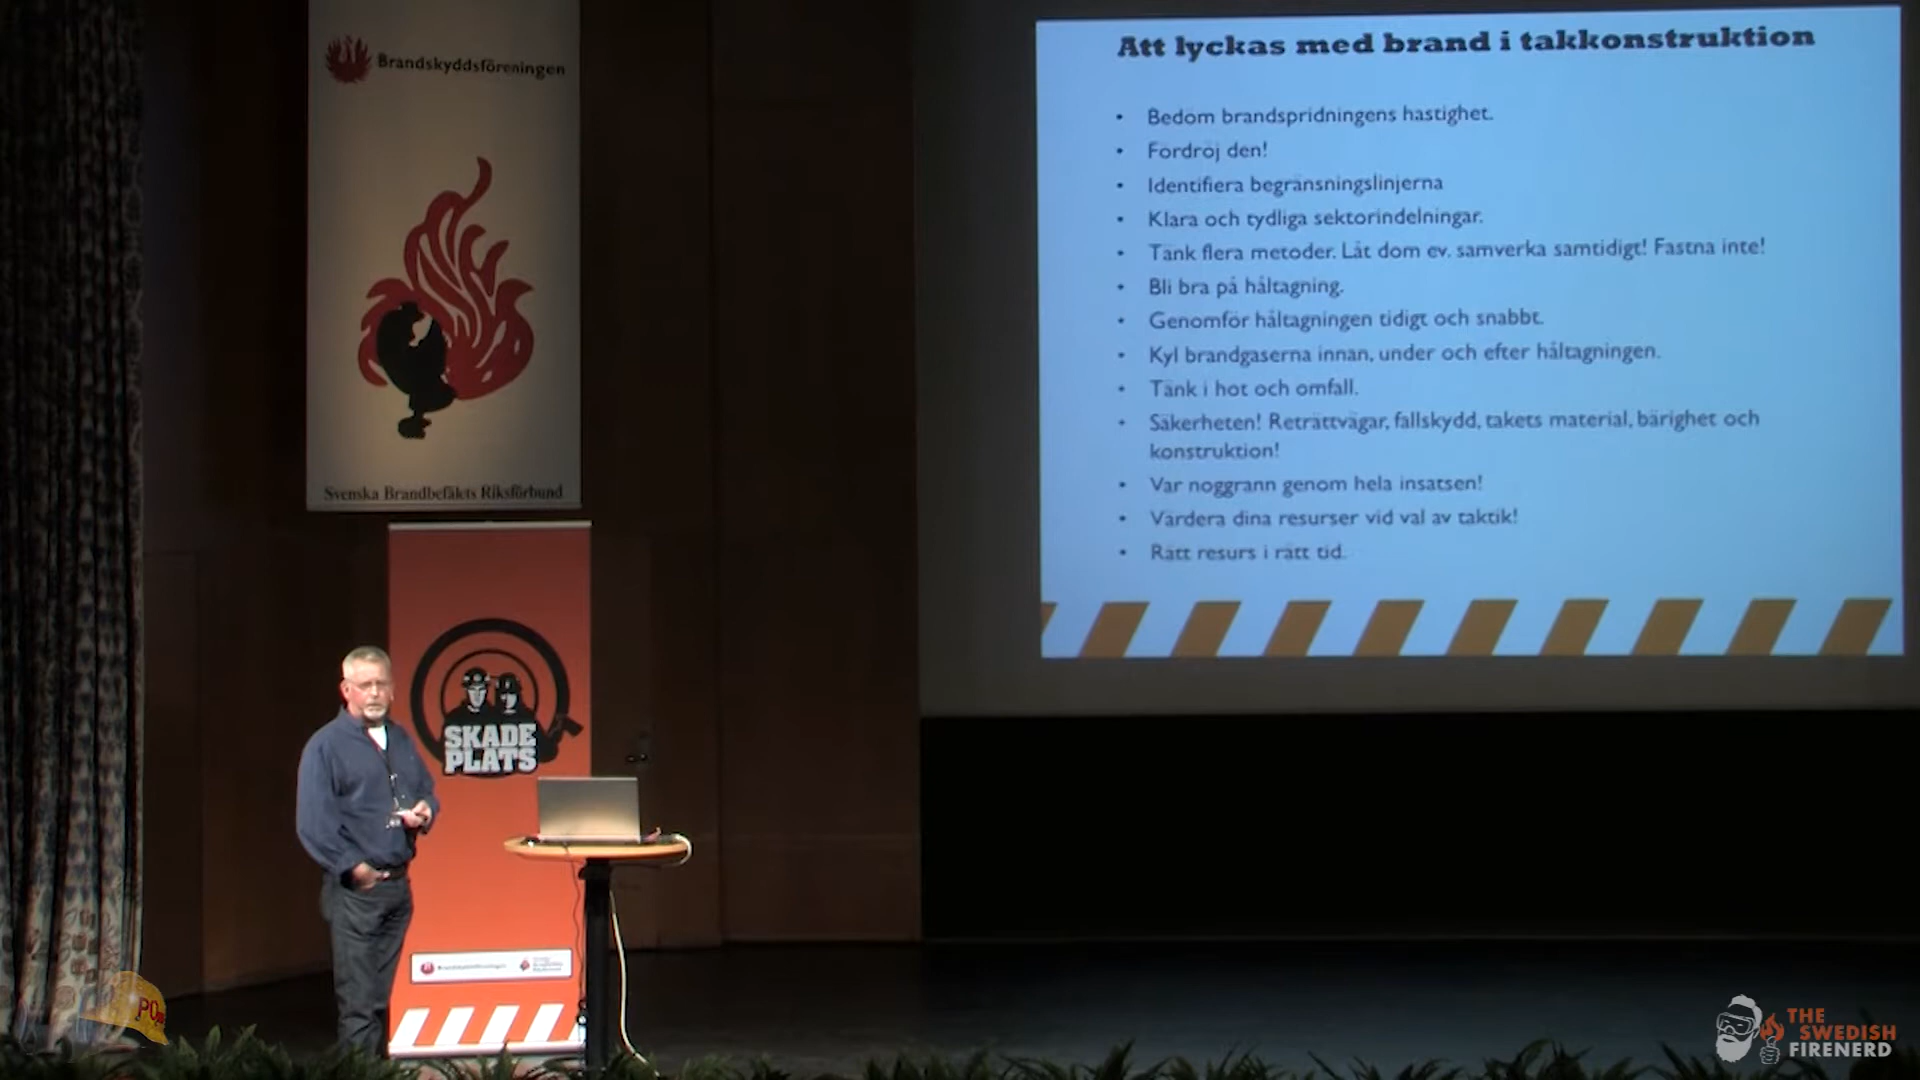 Brandskyddsföreningen
Svenska Brandbefälets Riksförbund
SKADE
PLATS
Brandskyddsföreningen
Att lyckas med brand i takkonstruktion
• Bedöm brandspridningens hastighet.
• Fördröj den!
• Identifiera begränsningslinjerna
• Klara och tydliga sektorindelningar.
• Tänk flera metoder. Låt dom ev. samverka samtidigt! Fastna inte!
• Bli bra på håltagning.
• Genomför håltagningen tidigt och snabbt.
• Kyl brandgaserna innan, under och efter håltagningen.
• Tänk i hot och omfall.
• Säkerheten! Reträttvägar, fallskydd, takets material, bärighet och
konstruktion!
• Var noggrann genom hela insatsen!
• Värdera dina resurser vid val av taktik!
• Rätt resurs i rätt tid.
THE
SWEDISH
FIRENERD